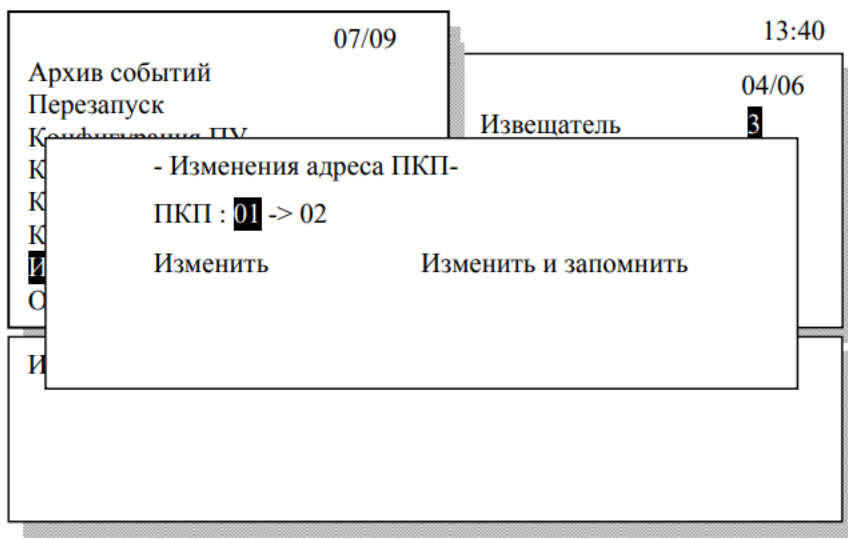 13:40
07/09
Архив событий
Перезапуск
К
К
К
И
О
04/06
Извещатель 3
- Изменения адреса ПКП-
ПКП : 01 -> 02
Изменить Изменить и запомнить
И